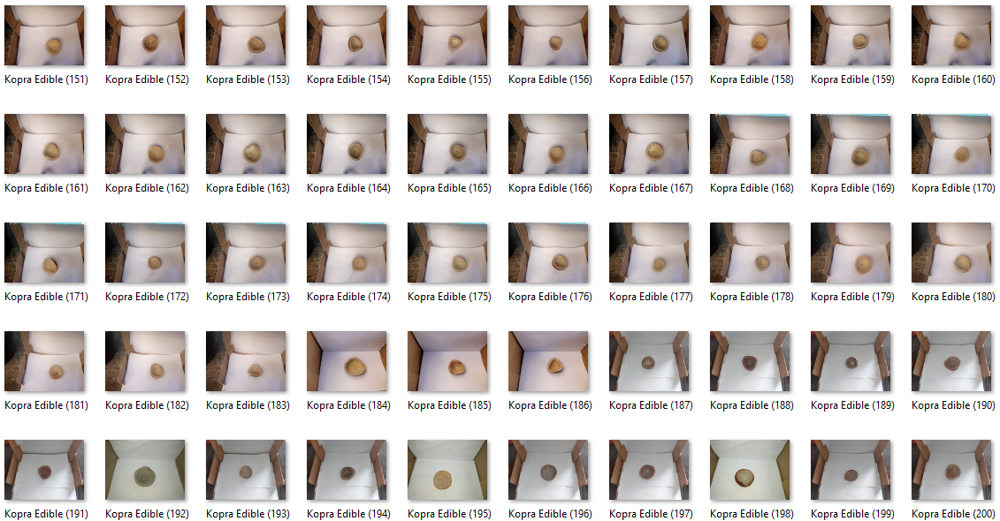 Kopra Edible (151) Kopra Edible (152) Kopra Edible (153) Kopra Edible (154) Kopra Edible (155) Kopra Edible (156) Kopra Edible (157) Kopra Edible (158) Kopra Edible (159) Kopra Edible (160)
Kopra Edible (161) Kopra Edible (162) Kopra Edible (163) Kopra Edible (164) Kopra Edible (165) Kopra Edible (166) Kopra Edible (167) Kopra Edible (168) Kopra Edible (169) Kopra Edible (170)
Kopra Edible (171) Kopra Edible (172) Kopra Edible (173) Kopra Edible (174) Kopra Edible (175) Kopra Edible (176) Kopra Edible (177) Kopra Edible (178) Kopra Edible (179) Kopra Edible (180)
Kopra Edible (181) Kopra Edible (182) Kopra Edible (183) Kopra Edible (184) Kopra Edible (185) Kopra Edible (186) Kopra Edible (187) Kopra Edible (188) Kopra Edible (189) Kopra Edible (190)
Kopra Edible (191) Kopra Edible (192) Kopra Edible (193) Kopra Edible (194) Kopra Edible (195) Kopra Edible (196) Kopra Edible (197) Kopra Edible (198) Kopra Edible (199) Kopra Edible (200)